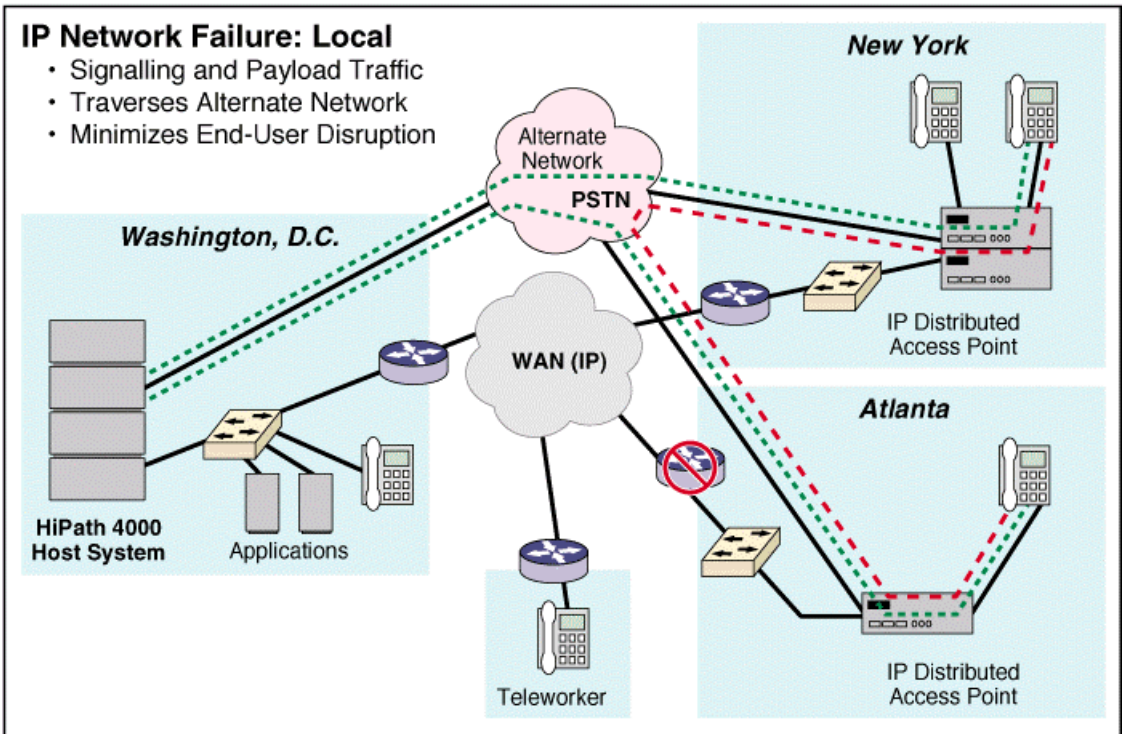 IP Network Failure: Local
• Signalling and Payload Traffic
• Traverses Alternate Network
• Minimizes End-User Disruption
New York
Alternate
Network
PSTN
Washington, D.C.
IP Distributed
Access Point
WAN (IP)
Atlanta
HiPath 4000
Host System
Applications
Teleworker
IP Distributed
Access Point